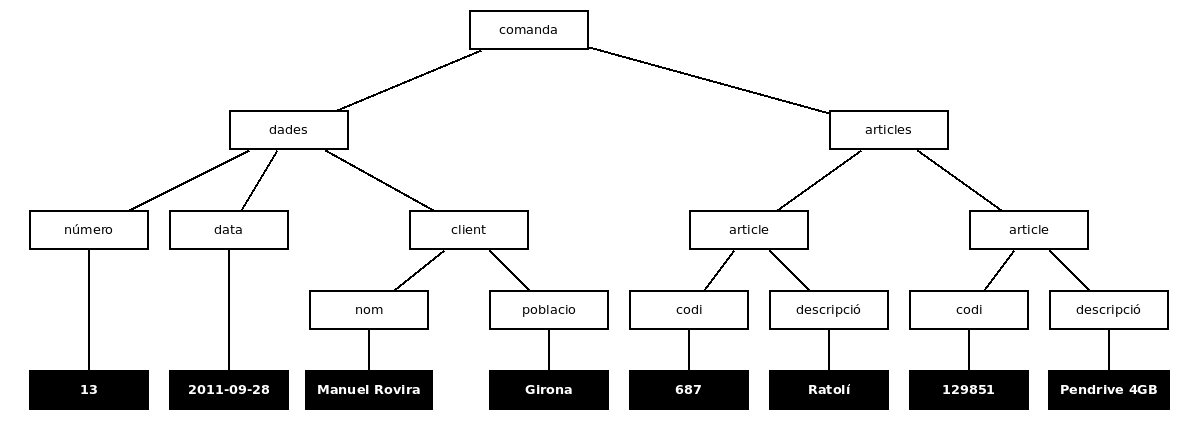 comanda
dades
articles
número
data
client
article
article
nom
poblacio
codi
descripció
codi
descripció
13
2011-09-28
Manuel Rovira
Girona
687
Ratolí
129851
Pendrive 4GB